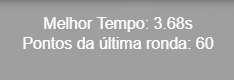 Melhor Tempo: 3.68s
Pontos da última ronda: 60